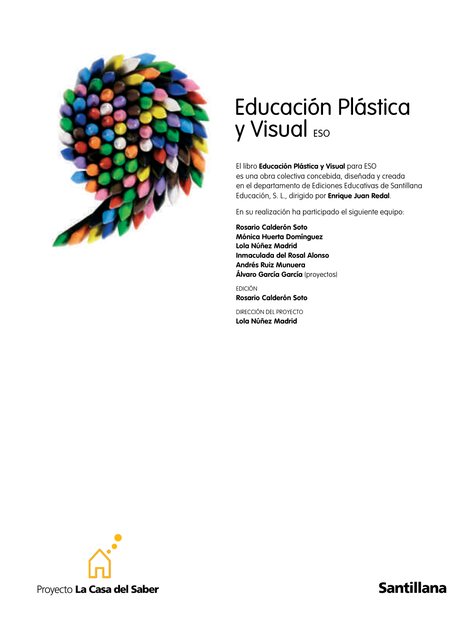 Educación Plástica
y Visual ESO
El libro Educación Plástica y Visual para ESO
es una obra colectiva concebida, diseñada y creada
en el departamento de Ediciones Educativas de Santillana
Educación, S. L., dirigido por Enrique Juan Redal.
En su realización ha participado el siguiente equipo:
Rosario Calderón Soto
Mónica Huerta Domínguez
Lola Núñez Madrid
Inmaculada del Rosal Alonso
Andrés Ruiz Munuera
Álvaro García García (proyectos)
EDICIÓN
Rosario Calderón Soto
DIRECCIÓN DEL PROYECTO
Lola Núñez Madrid
Proyecto La Casa del Saber
Santillana